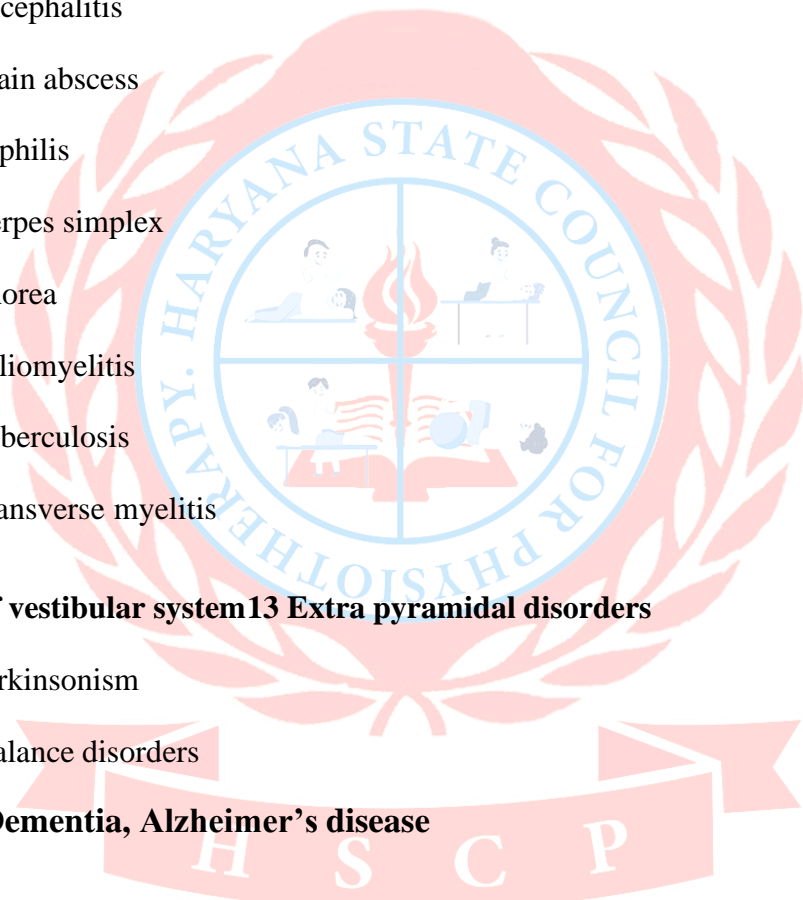 cephalitis
ain abscess
philis
erpes simplex
orea
liomyelitis
berculosis
ansverse myelitis
f vestibular system13 Extra pyramidal disorders
rkinsonism
alance disorders
Dementia, Alzheimer's disease
HARYANA STATE COUNCIL FOR PHYSIOTHERAPY.
H S C P